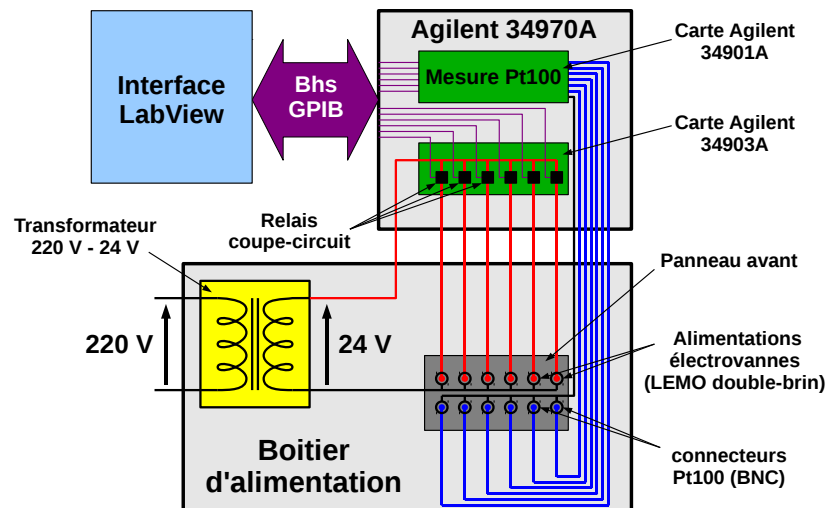 Agilent 34970A
Carte Agilent
34901A
Interface
LabView
Bhs
GPIB
Mesure Pt100
Carte Agilent
34903A
Relais
coupe-circuit
Transformateur
220 V - 24 V
Panneau avant
220 V
24 V
Alimentations
électrovannes
(LEMO double-brin)
Boitier
d'alimentation
connecteurs
Pt100 (BNC)